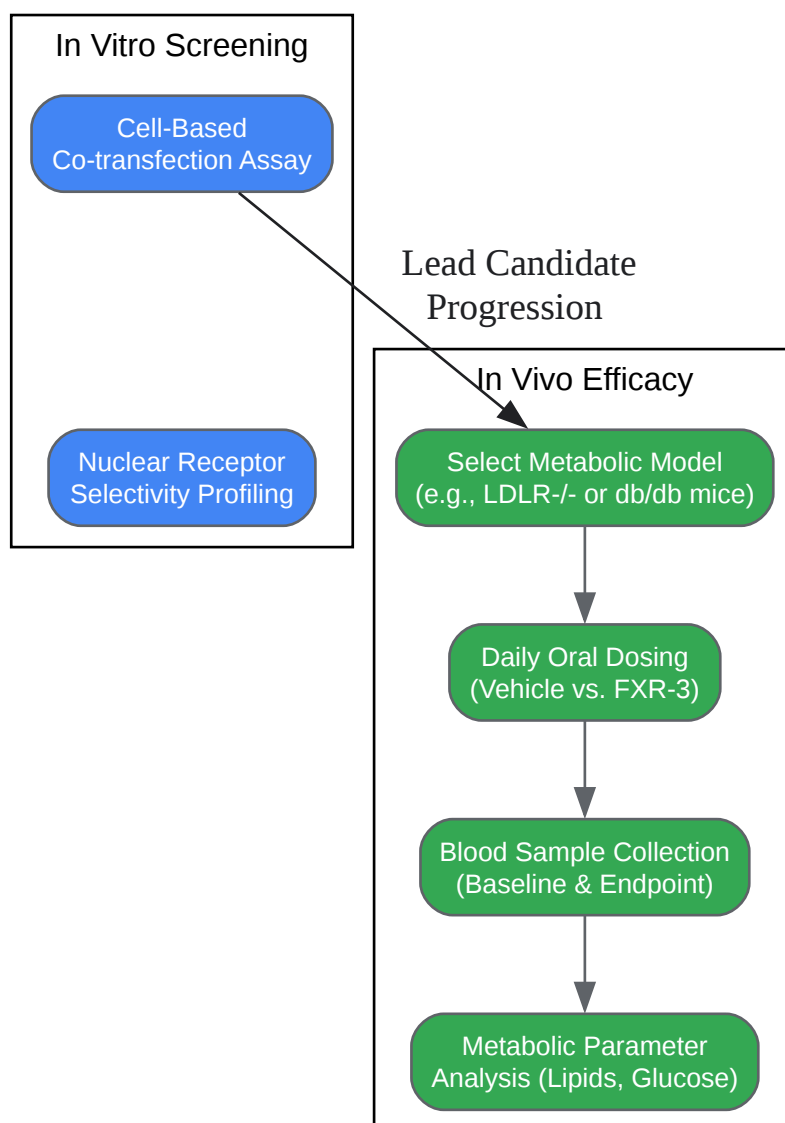 In Vitro Screening
Cell-Based
Co-transfection Assay
Lead Candidate
Progression
In Vivo Efficacy
Nuclear Receptor
Selectivity Profiling
Select Metabolic Model
(e.g., LDLR-/- or db/db mice)
Daily Oral Dosing
(Vehicle vs. FXR-3)
Blood Sample Collection
(Baseline & Endpoint)
Metabolic Parameter
Analysis (Lipids, Glucose)